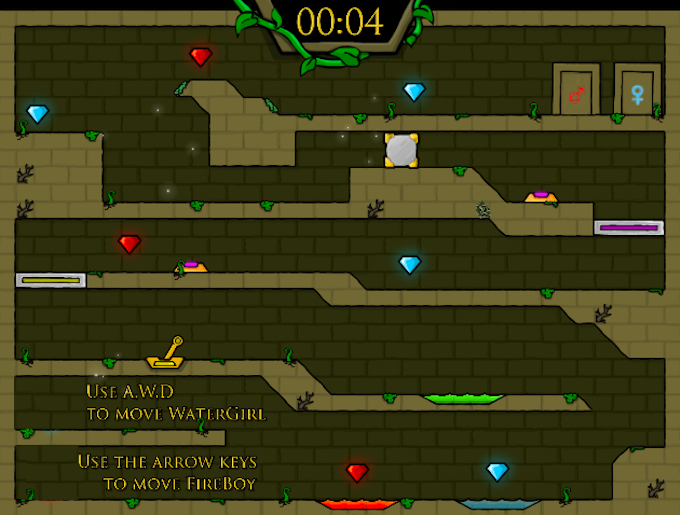 00:04
Use A,W,D
to move WaterGirl
Use the arrow keys
to move FireBoy